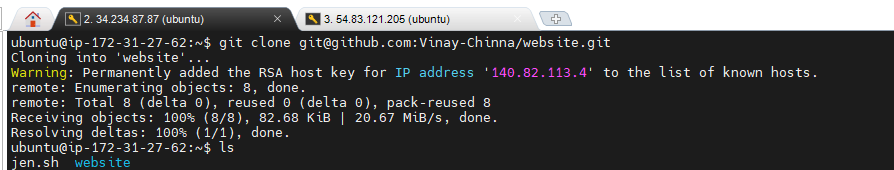 2. 34.234.87.87 (ubuntu)
3. 54.83.121.205 (ubuntu)
ubuntu@ip-172-31-27-62:~$ git clone git@github.com:Vinay-Chinna/website.git
Cloning into 'website'...
Warning: Permanently added the RSA host key for IP address '140.82.113.4' to the list of known hosts.
remote: Enumerating objects: 8, done.
remote: Total 8 (delta 0), reused 0 (delta 0), pack-reused 8
Receiving objects: 100% (8/8), 82.68 KiB | 20.67 MiB/s, done.
Resolving deltas: 100% (1/1), done.
ubuntu@ip-172-31-27-62:~$ ls
jen.sh  website